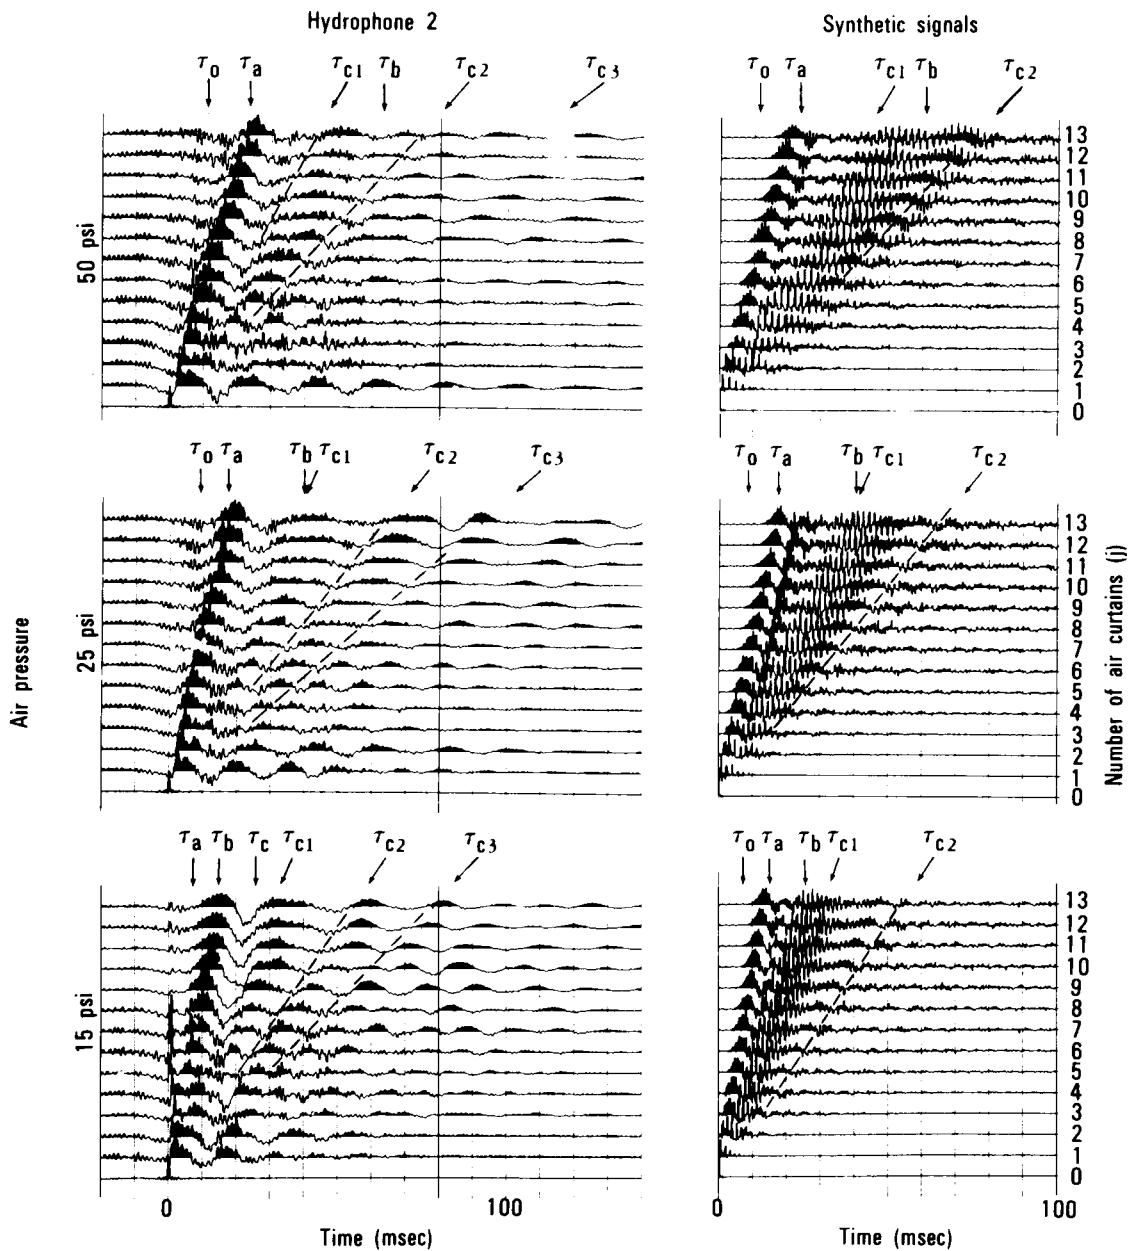 Hydrophone 2
Synthetic signals
τo τa τc1 τb τc2 τc3
τo τa τc1 τb τc2
50 psi
13
12
11
10
9
8
7
6
5
4
3
2
1
0
τo τa τb τc1 τc2 τc3
τo τa τb τc1 τc2
Air pressure
25 psi
13
12
11
10
9
8
7
6
5
4
3
2
1
0
Number of air curtains (j)
τa τb τc τc1 τc2 τc3
τo τa τb τc1 τc2
15 psi
13
12
11
10
9
8
7
6
5
4
3
2
1
0
0 100
0 100
Time (msec)
Time (msec)